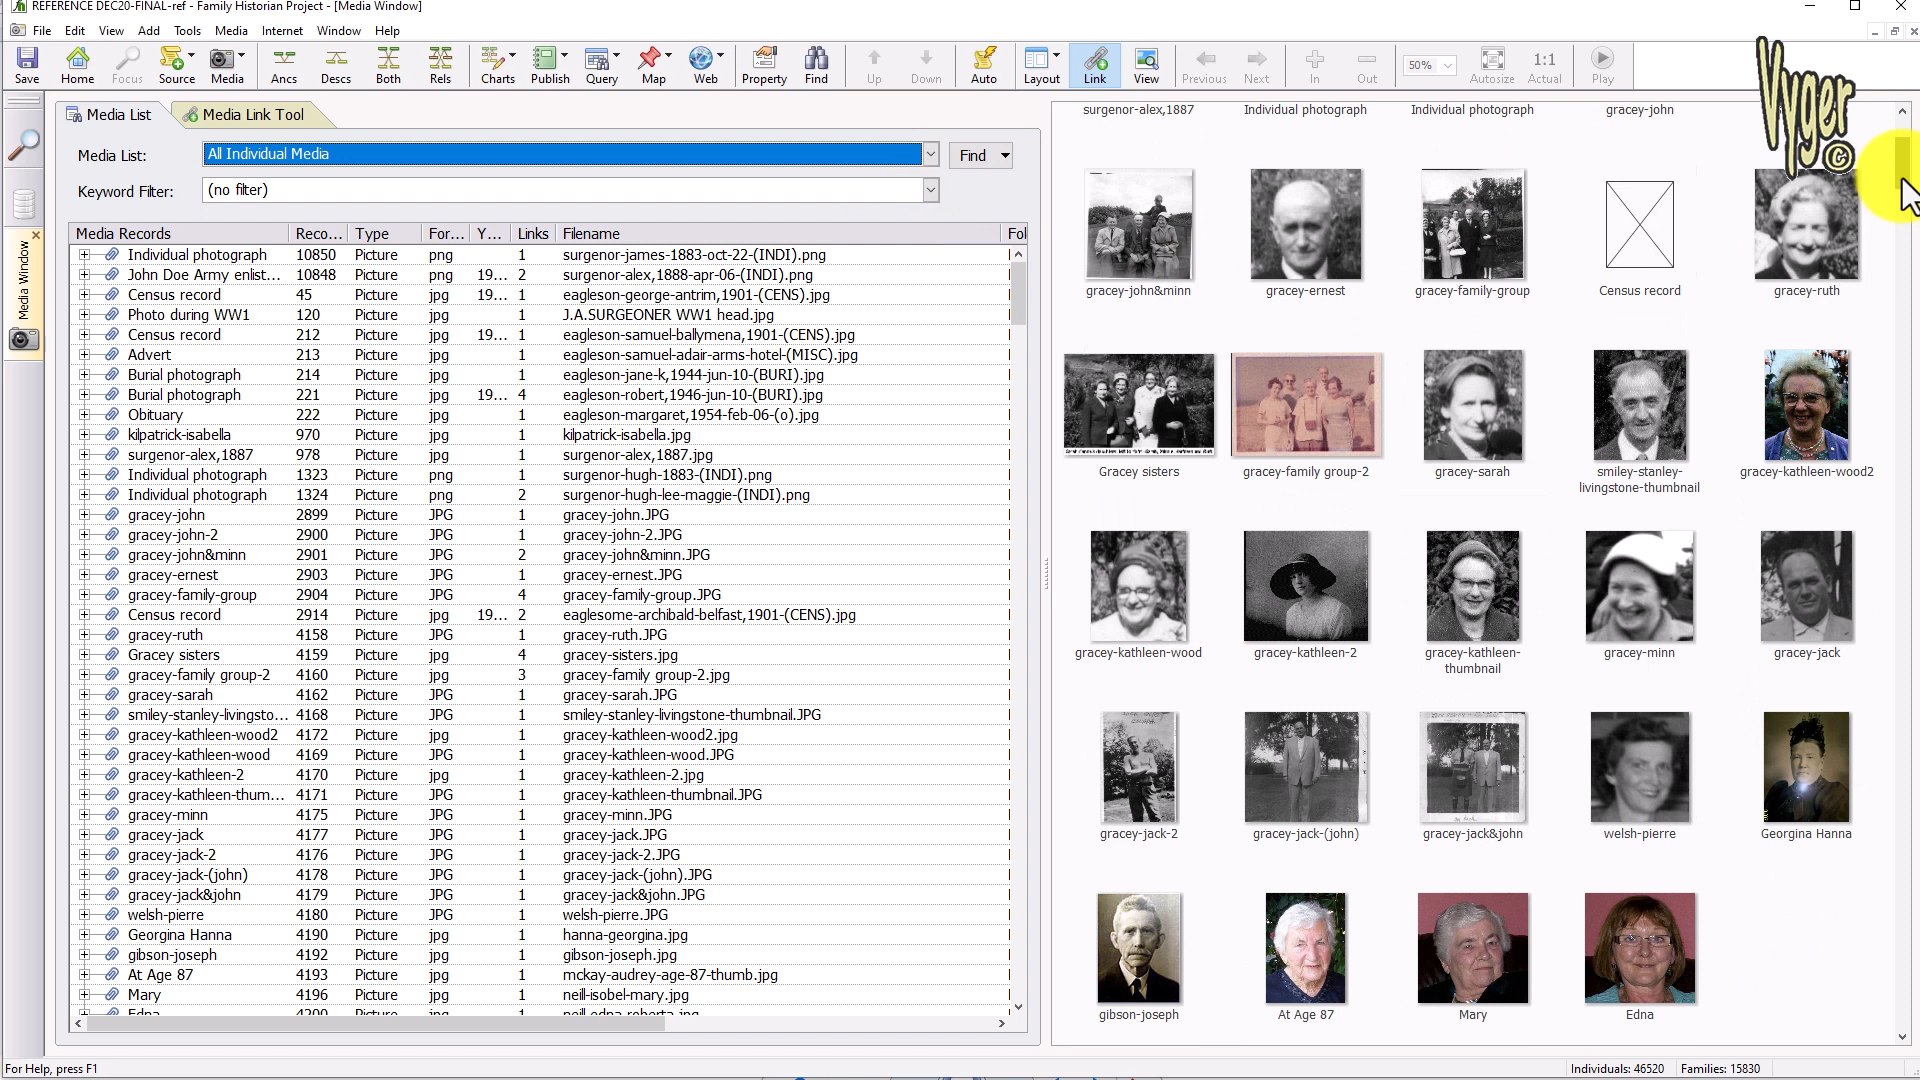 REFERENCE DEC20-FINAL-ref - Family Historian Project - [Media Window]
File Edit View Add Tools Media Internet Window Help
Save Home Focus Source Media Ancs Descs Both Rels Charts Publish Query Map Web Property Find Up Down Auto Layout Link View Previous Next In Out 50% Autosize 1:1 Actual Play
Vyger ©
Media Window
Media List Media Link Tool
Media List: All Individual Media Find
Keyword Filter: (no filter)
Media Records Reco... Type For... Y... Links Filename Fol
Individual photograph 10850 Picture png 1 surgenor-james-1883-oct-22-(INDI).png
John Doe Army enlist... 10848 Picture png 19... 2 surgenor-alex,1888-apr-06-(INDI).png
Census record 45 Picture jpg 19... 1 eagleson-george-antrim,1901-(CENS).jpg
Photo during WW1 120 Picture jpg 1 J.A.SURGEONER WW1 head.jpg
Census record 212 Picture jpg 19... 1 eagleson-samuel-ballymena,1901-(CENS).jpg
Advert 213 Picture jpg 1 eagleson-samuel-adair-arms-hotel-(MISC).jpg
Burial photograph 214 Picture jpg 1 eagleson-jane-k,1944-jun-10-(BURI).jpg
Burial photograph 221 Picture jpg 19... 4 eagleson-robert,1946-jun-10-(BURI).jpg
Obituary 222 Picture jpg 1 eagleson-margaret,1954-feb-06-(o).jpg
kilpatrick-isabella 970 Picture jpg 1 kilpatrick-isabella.jpg
surgenor-alex,1887 978 Picture jpg 1 surgenor-alex,1887.jpg
Individual photograph 1323 Picture png 1 surgenor-hugh-1883-(INDI).png
Individual photograph 1324 Picture png 2 surgenor-hugh-lee-maggie-(INDI).png
gracey-john 2899 Picture JPG 1 gracey-john.JPG
gracey-john-2 2900 Picture JPG 1 gracey-john-2.JPG
gracey-john&minn 2901 Picture JPG 2 gracey-john&minn.JPG
gracey-ernest 2903 Picture JPG 1 gracey-ernest.JPG
gracey-family-group 2904 Picture JPG 4 gracey-family-group.JPG
Census record 2914 Picture jpg 19... 2 eaglesome-archibald-belfast,1901-(CENS).jpg
gracey-ruth 4158 Picture JPG 1 gracey-ruth.JPG
Gracey sisters 4159 Picture jpg 4 gracey-sisters.jpg
gracey-family group-2 4160 Picture jpg 3 gracey-family group-2.jpg
gracey-sarah 4162 Picture JPG 1 gracey-sarah.JPG
smiley-stanley-livingsto... 4168 Picture JPG 1 smiley-stanley-livingstone-thumbnail.JPG
gracey-kathleen-wood2 4172 Picture jpg 1 gracey-kathleen-wood2.jpg
gracey-kathleen-wood 4169 Picture JPG 1 gracey-kathleen-wood.JPG
gracey-kathleen-2 4170 Picture jpg 1 gracey-kathleen-2.jpg
gracey-kathleen-thum... 4171 Picture JPG 1 gracey-kathleen-thumbnail.JPG
gracey-minn 4175 Picture JPG 1 gracey-minn.JPG
gracey-jack 4177 Picture JPG 1 gracey-jack.JPG
gracey-jack-2 4176 Picture JPG 1 gracey-jack-2.JPG
gracey-jack-(john) 4178 Picture JPG 1 gracey-jack-(john).JPG
gracey-jack&john 4179 Picture JPG 1 gracey-jack&john.JPG
welsh-pierre 4180 Picture JPG 1 welsh-pierre.JPG
Georgina Hanna 4190 Picture jpg 1 hanna-georgina.jpg
gibson-joseph 4192 Picture jpg 1 gibson-joseph.jpg
At Age 87 4193 Picture jpg 1 mckay-audrey-age-87-thumb.jpg
Mary 4196 Picture jpg 1 neill-isobel-mary.jpg
Edna 4200 Picture jpg 1 neill-edna-roberta.jpg
surgenor-alex,1887 Individual photograph Individual photograph gracey-john
gracey-john&minn gracey-ernest gracey-family-group Census record gracey-ruth
Gracey sisters gracey-family group-2 gracey-sarah smiley-stanley-livingstone-thumbnail gracey-kathleen-wood2
gracey-kathleen-wood gracey-kathleen-2 gracey-kathleen-thumbnail gracey-minn gracey-jack
gracey-jack-2 gracey-jack-(john) gracey-jack&john welsh-pierre Georgina Hanna
gibson-joseph At Age 87 Mary Edna
For Help, press F1 Individuals: 46520 Families: 15830